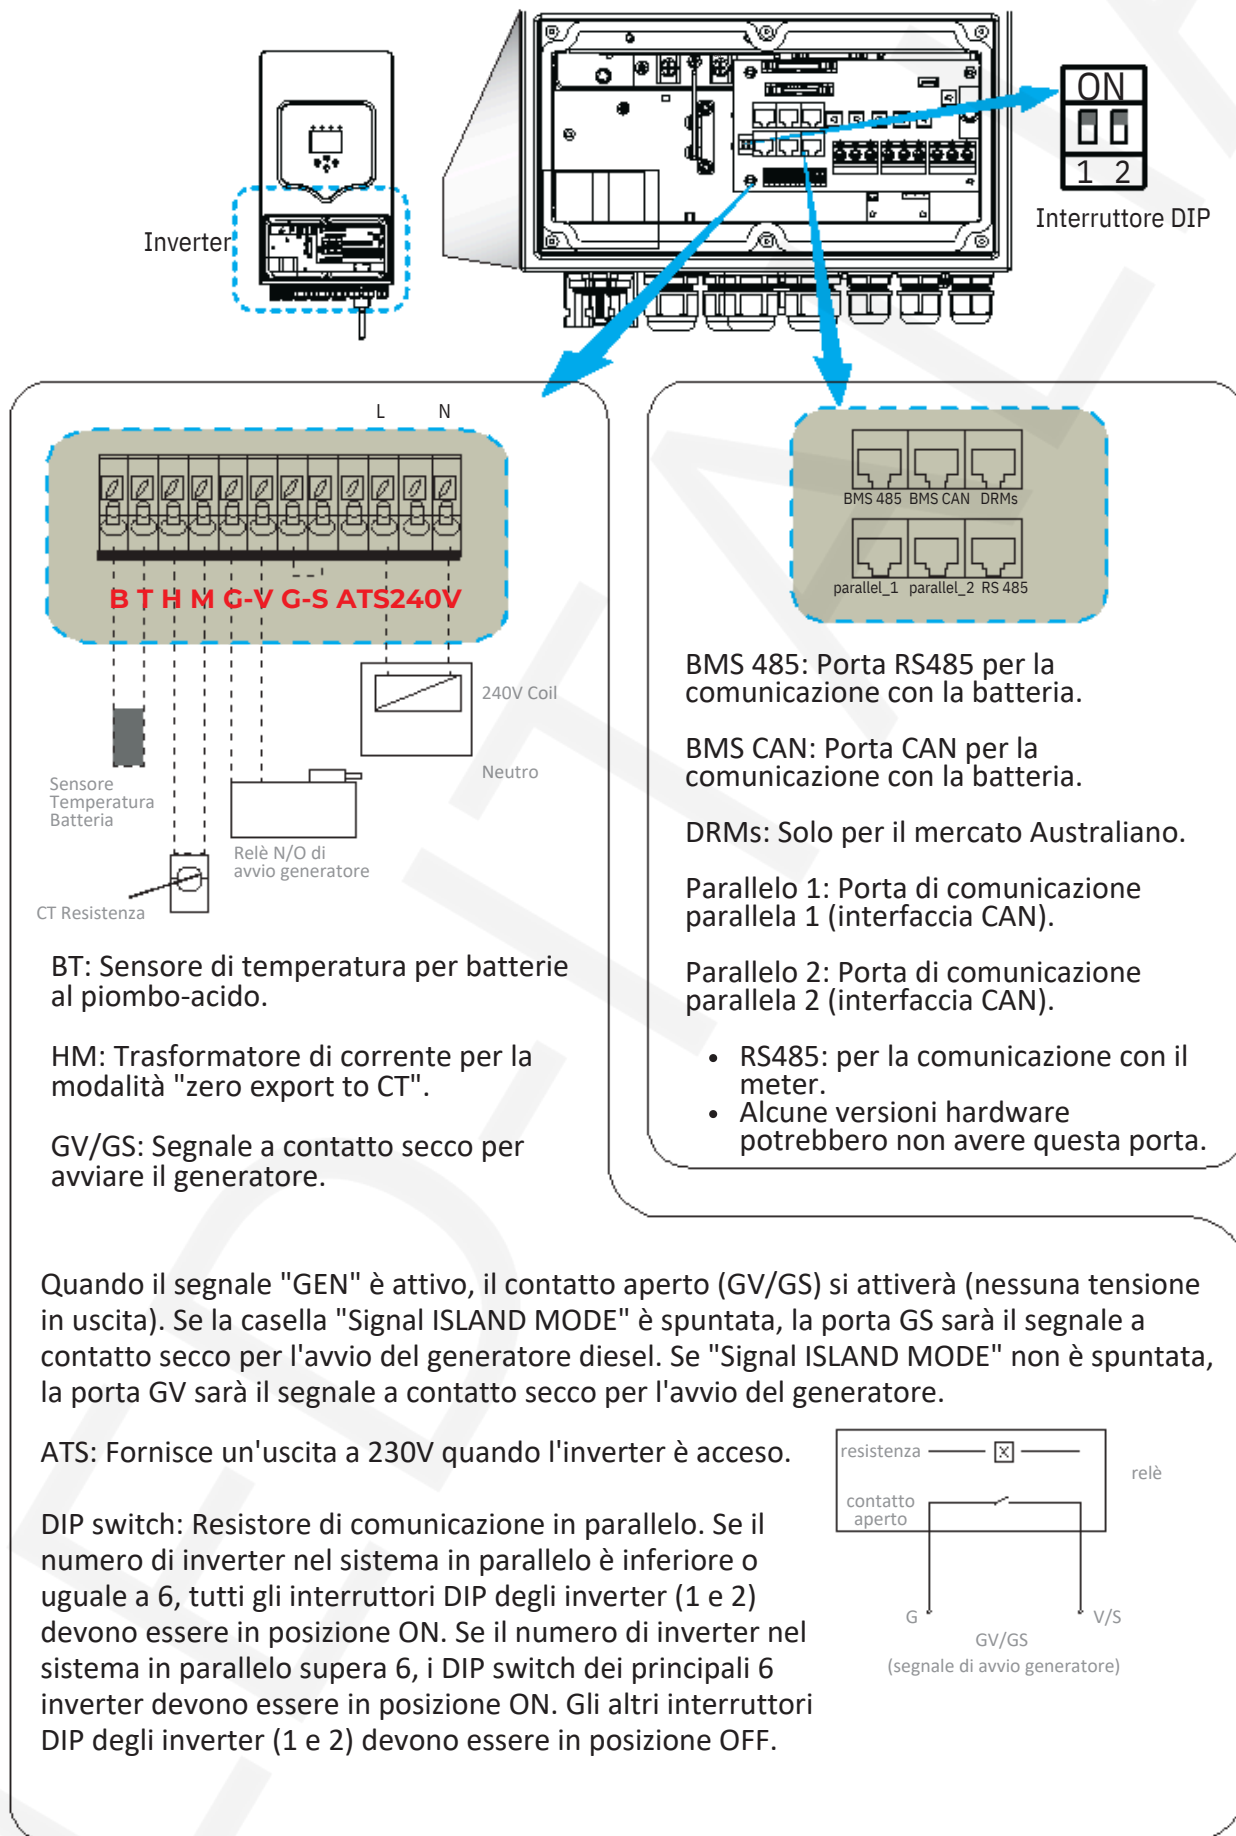 ON
1 2
Interruttore DIP
Inverter
L N
B T H M G-V G-S ATS240V
240V Coil
Neutro
Sensore
Temperatura
Batteria
Relè N/O di
avvio generatore
CT Resistenza
BT: Sensore di temperatura per batterie
al piombo-acido.
HM: Trasformatore di corrente per la
modalità "zero export to CT".
GV/GS: Segnale a contatto secco per
avviare il generatore.
BMS 485 BMS CAN DRMs
parallel_1 parallel_2 RS 485
BMS 485: Porta RS485 per la
comunicazione con la batteria.
BMS CAN: Porta CAN per la
comunicazione con la batteria.
DRMs: Solo per il mercato Australiano.
Parallelo 1: Porta di comunicazione
parallela 1 (interfaccia CAN).
Parallelo 2: Porta di comunicazione
parallela 2 (interfaccia CAN).
• RS485: per la comunicazione con il
meter.
• Alcune versioni hardware
potrebbero non avere questa porta.
Quando il segnale "GEN" è attivo, il contatto aperto (GV/GS) si attiverà (nessuna tensione
in uscita). Se la casella "Signal ISLAND MODE" è spuntata, la porta GS sarà il segnale a
contatto secco per l'avvio del generatore diesel. Se "Signal ISLAND MODE" non è spuntata,
la porta GV sarà il segnale a contatto secco per l'avvio del generatore.
ATS: Fornisce un'uscita a 230V quando l'inverter è acceso.
DIP switch: Resistore di comunicazione in parallelo. Se il
numero di inverter nel sistema in parallelo è inferiore o
uguale a 6, tutti gli interruttori DIP degli inverter (1 e 2)
devono essere in posizione ON. Se il numero di inverter nel
sistema in parallelo supera 6, i DIP switch dei principali 6
inverter devono essere in posizione ON. Gli altri interruttori
DIP degli inverter (1 e 2) devono essere in posizione OFF.
resistenza
relè
contatto
aperto
G V/S
GV/GS
(segnale di avvio generatore)